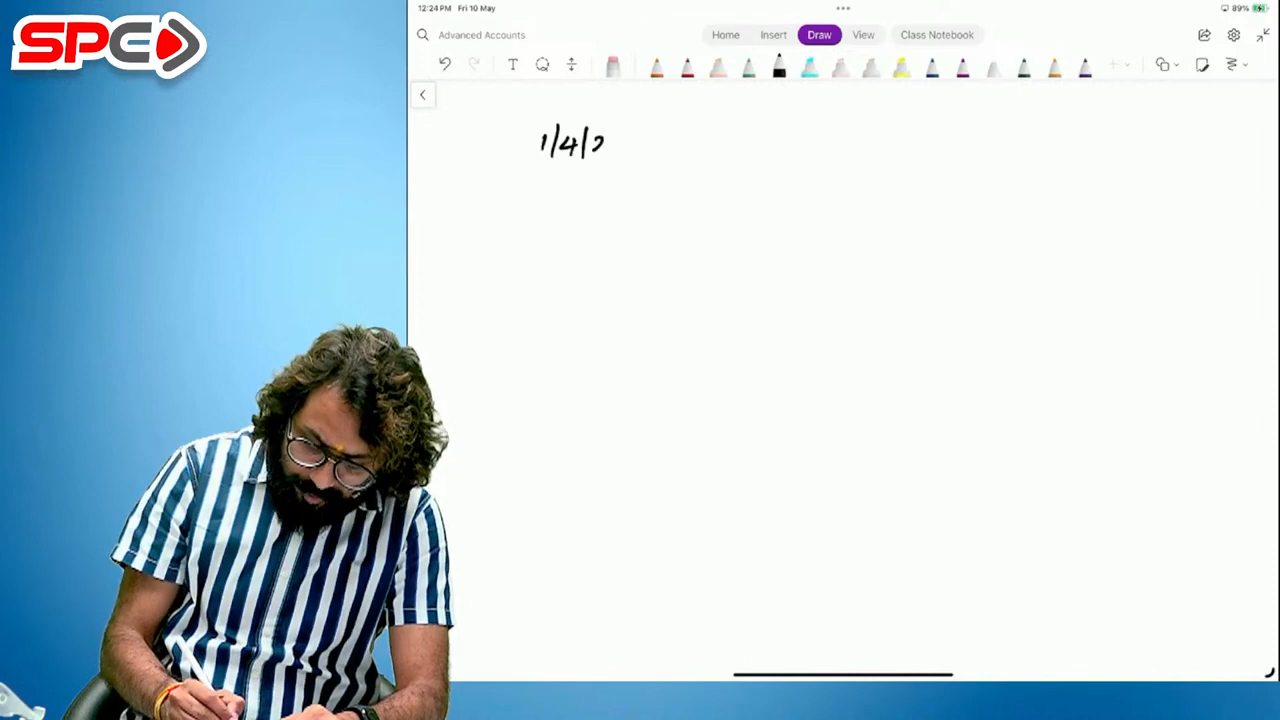 SPC
12:24 PM Fri 10 May
89%
Advanced Accounts
Home Insert Draw View Class Notebook
T
1/4/2